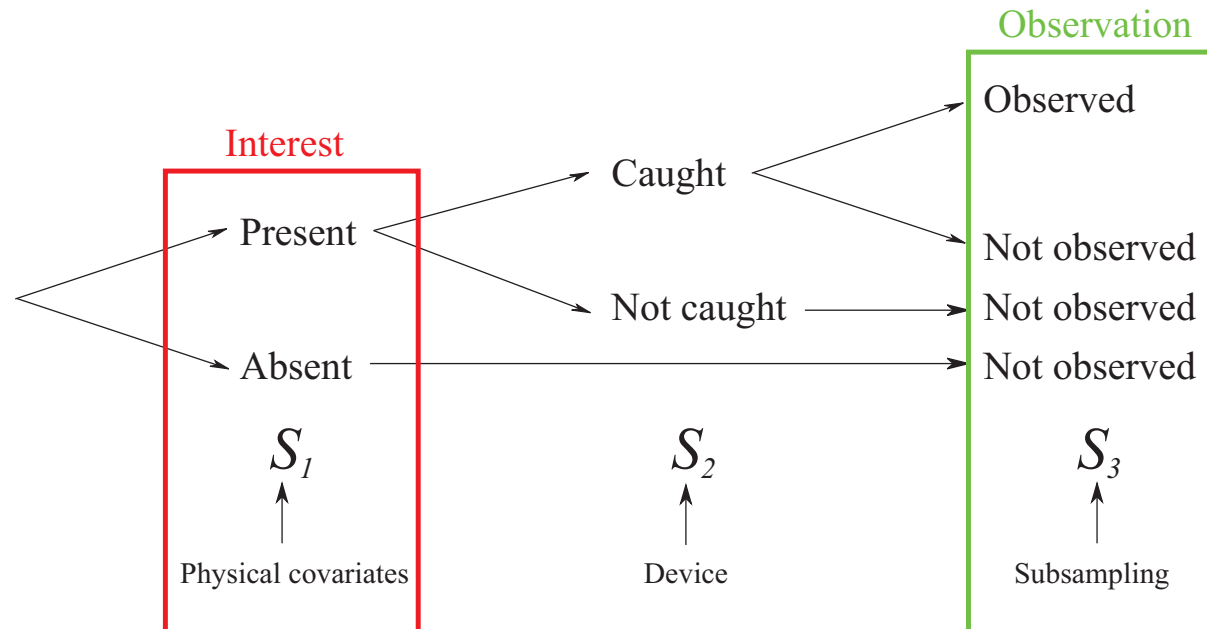 Observation
Observed
Interest
Caught
Present
Not observed
Not caught
Not observed
Absent
Not observed
S1
S2
S3
Physical covariates
Device
Subsampling